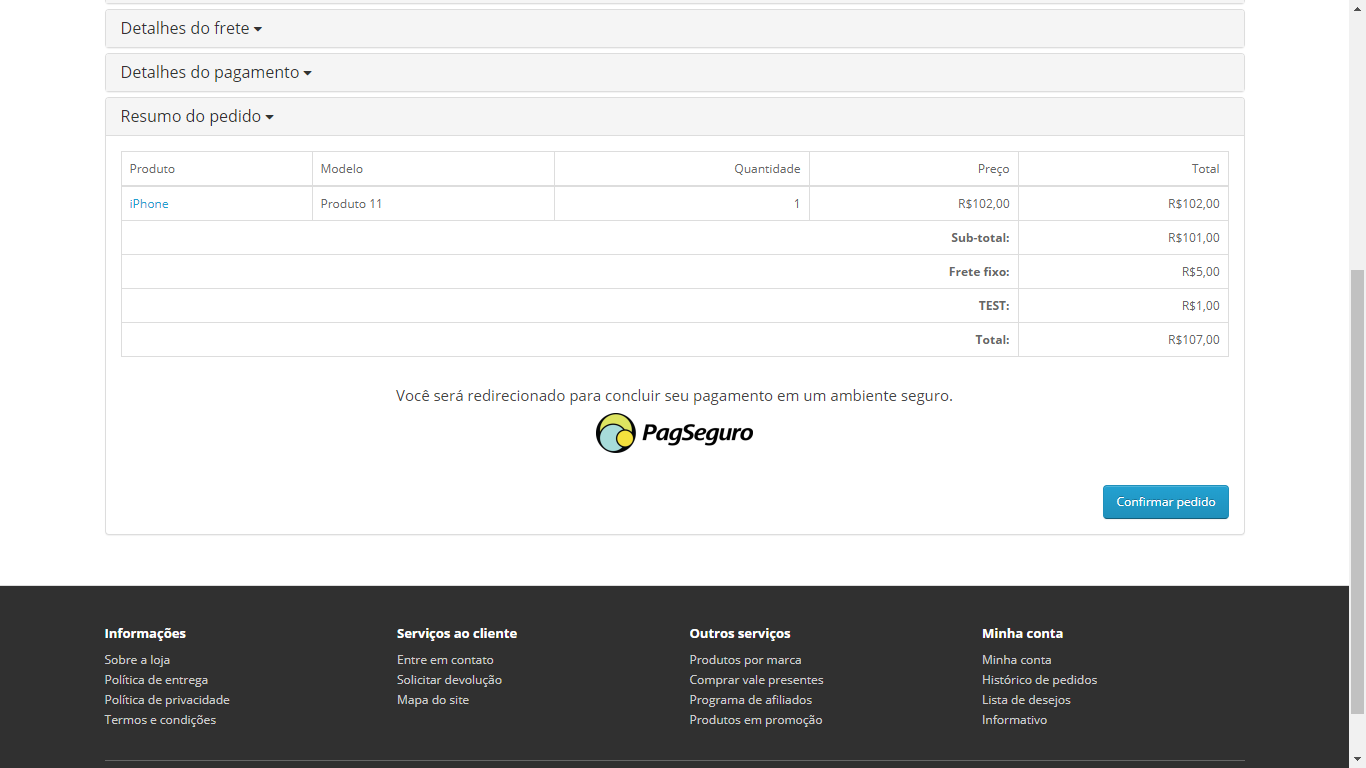 Detalhes do frete
Detalhes do pagamento
Resumo do pedido
Produto Modelo Quantidade Preço Total
iPhone Produto 11 1 R$102,00 R$102,00
Sub-total: R$101,00
Frete fixo: R$5,00
TEST: R$1,00
Total: R$107,00
Você será redirecionado para concluir seu pagamento em um ambiente seguro.
PagSeguro
Confirmar pedido
Informações
Sobre a loja
Política de entrega
Política de privacidade
Termos e condições
Serviços ao cliente
Entre em contato
Solicitar devolução
Mapa do site
Outros serviços
Produtos por marca
Comprar vale presentes
Programa de afiliados
Produtos em promoção
Minha conta
Minha conta
Histórico de pedidos
Lista de desejos
Informativo